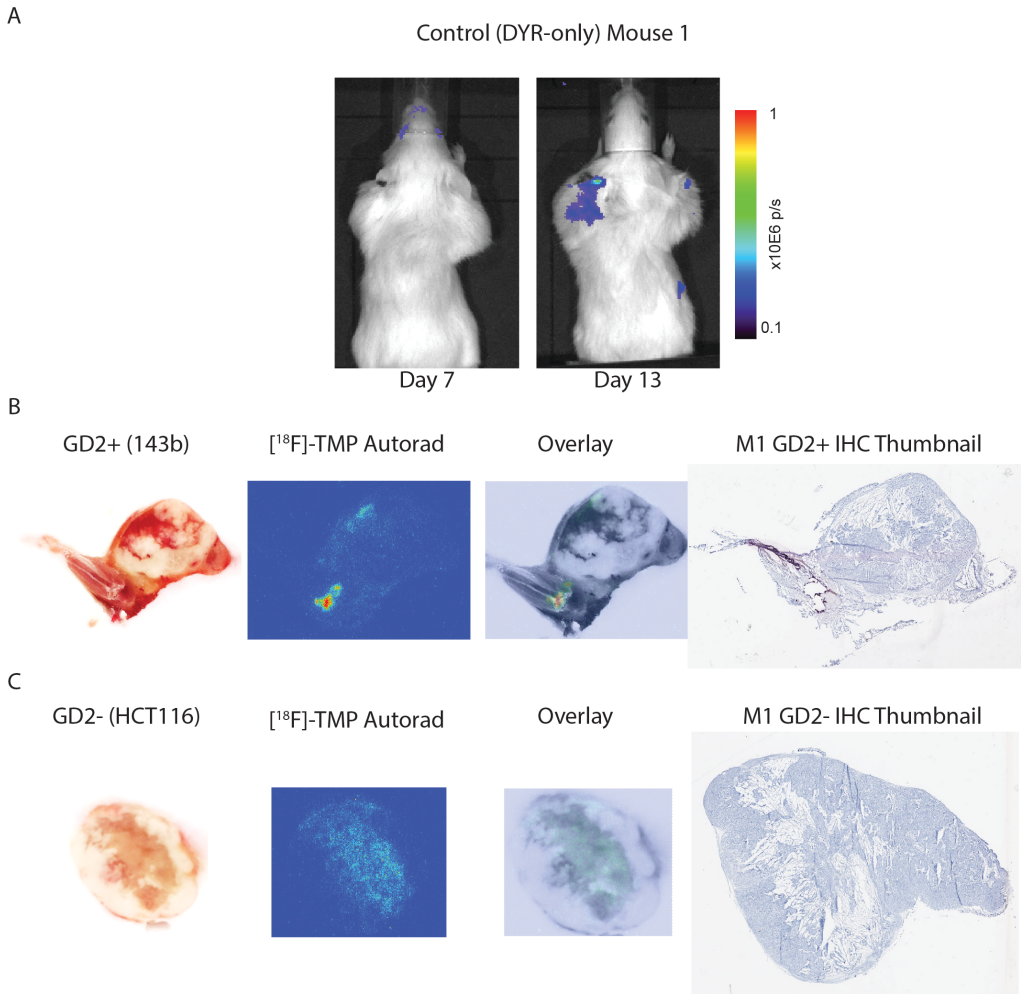 A
Control (DYR-only) Mouse 1
1
x10E6 p/s
0.1
Day 7
Day 13
B
GD2+ (143b)
[¹⁸F]-TMP Autorad
Overlay
M1 GD2+ IHC Thumbnail
C
GD2- (HCT116)
[¹⁸F]-TMP Autorad
Overlay
M1 GD2- IHC Thumbnail